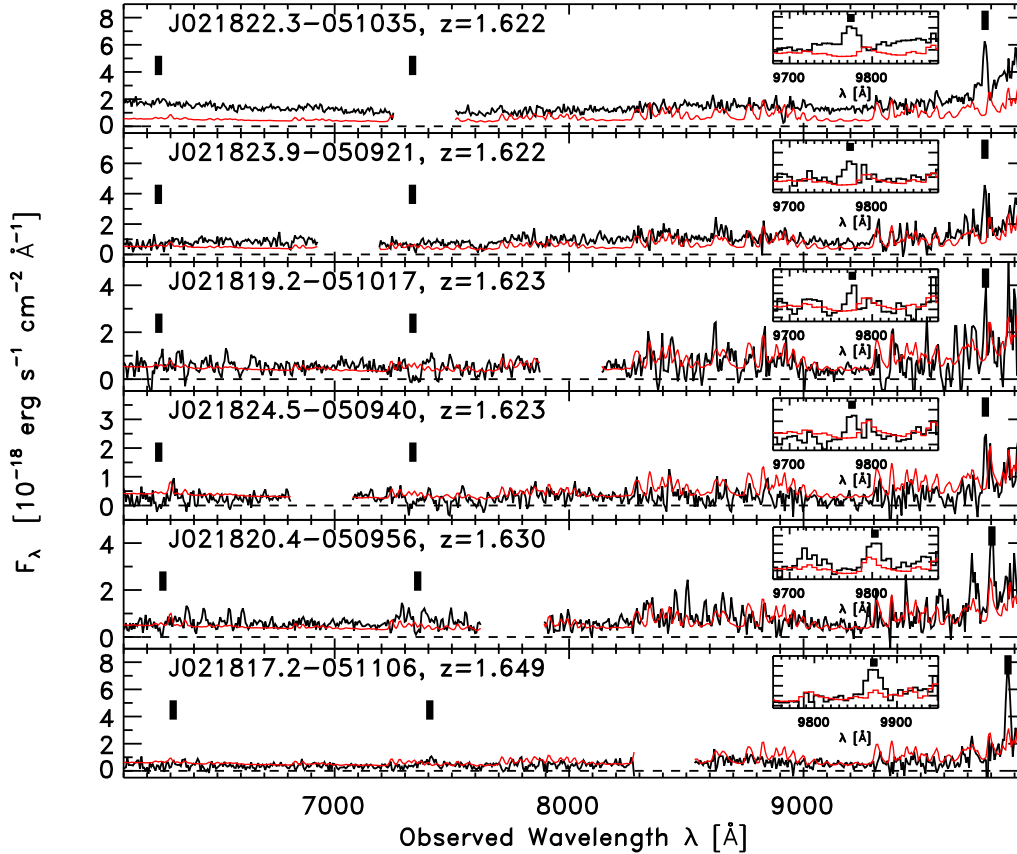 J021822.3−051035, z=1.622
8
6
4
2
0
9700 9800
λ [Å]
J021823.9−050921, z=1.622
6
4
2
0
9700 9800
λ [Å]
J021819.2−051017, z=1.623
4
2
0
9700 9800
λ [Å]
J021824.5−050940, z=1.623
3
2
1
0
9700 9800
λ [Å]
J021820.4−050956, z=1.630
4
2
0
9700 9800
λ [Å]
J021817.2−051106, z=1.649
8
6
4
2
0
9800 9900
λ [Å]
F_λ [10⁻¹⁸ erg s⁻¹ cm⁻² Å⁻¹]
7000 8000 9000
Observed Wavelength λ [Å]